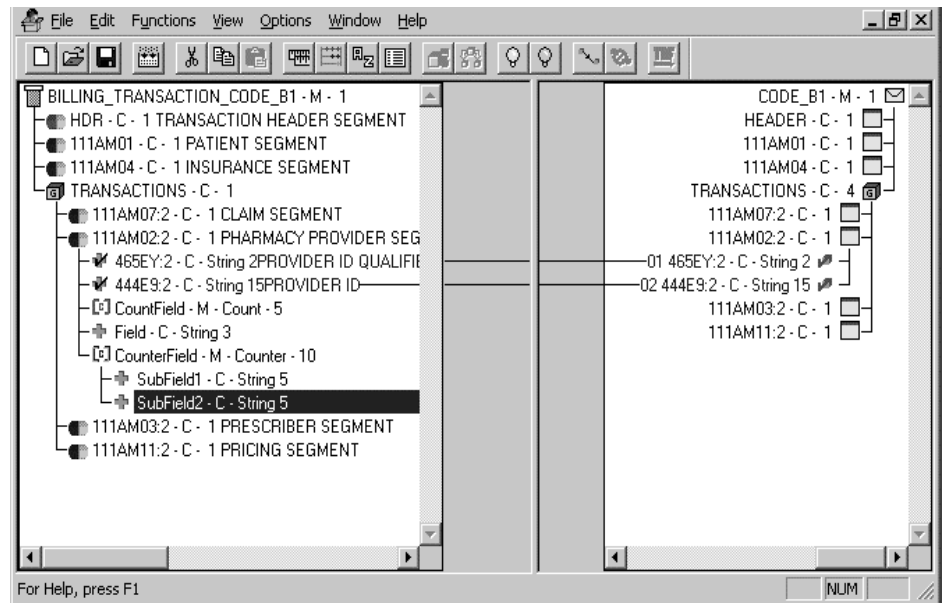 File Edit Functions View Options Window Help
BILLING_TRANSACTION_CODE_B1 - M - 1
HDR - C - 1 TRANSACTION HEADER SEGMENT
111AM01 - C - 1 PATIENT SEGMENT
111AM04 - C - 1 INSURANCE SEGMENT
TRANSACTIONS - C - 1
111AM07:2 - C - 1 CLAIM SEGMENT
111AM02:2 - C - 1 PHARMACY PROVIDER SEG
465EY:2 - C - String 2PROVIDER ID QUALIFIE
444E9:2 - C - String 15PROVIDER ID
CountField - M - Count - 5
Field - C - String 3
CounterField - M - Counter - 10
SubField1 - C - String 5
SubField2 - C - String 5
111AM03:2 - C - 1 PRESCRIBER SEGMENT
111AM11:2 - C - 1 PRICING SEGMENT
CODE_B1 - M - 1
HEADER - C - 1
111AM01 - C - 1
111AM04 - C - 1
TRANSACTIONS - C - 4
111AM07:2 - C - 1
111AM02:2 - C - 1
01 465EY:2 - C - String 2
02 444E9:2 - C - String 15
111AM03:2 - C - 1
111AM11:2 - C - 1
For Help, press F1
NUM